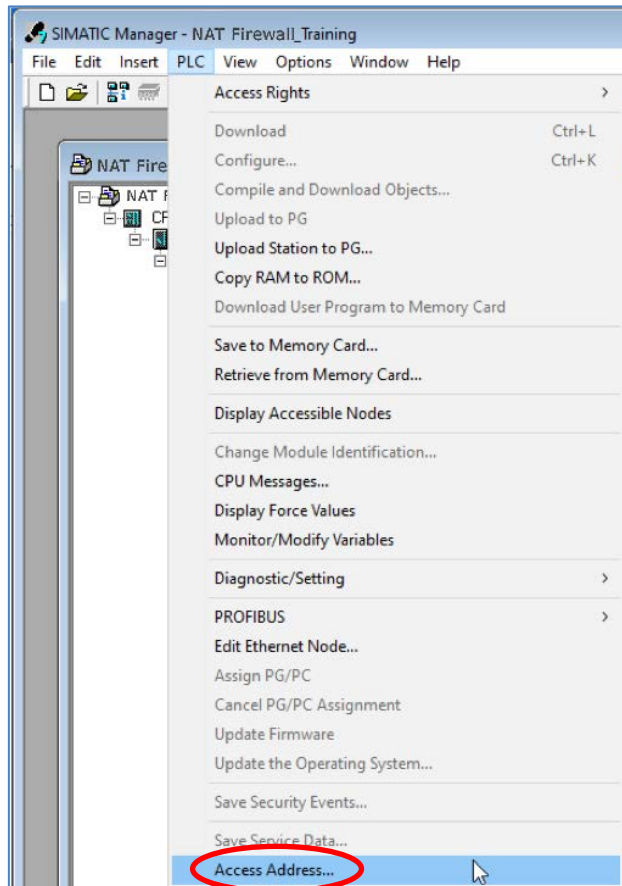 SIMATIC Manager - NAT Firewall_Training
File Edit Insert PLC View Options Window Help
Access Rights >
Download Ctrl+L
NAT Fire
Configure... Ctrl+K
NAT F
Compile and Download Objects...
CP
Upload to PG
Upload Station to PG...
Copy RAM to ROM...
Download User Program to Memory Card
Save to Memory Card...
Retrieve from Memory Card...
Display Accessible Nodes
Change Module Identification...
CPU Messages...
Display Force Values
Monitor/Modify Variables
Diagnostic/Setting >
PROFIBUS >
Edit Ethernet Node...
Assign PG/PC
Cancel PG/PC Assignment
Update Firmware
Update the Operating System...
Save Security Events...
Save Service Data...
Access Address...